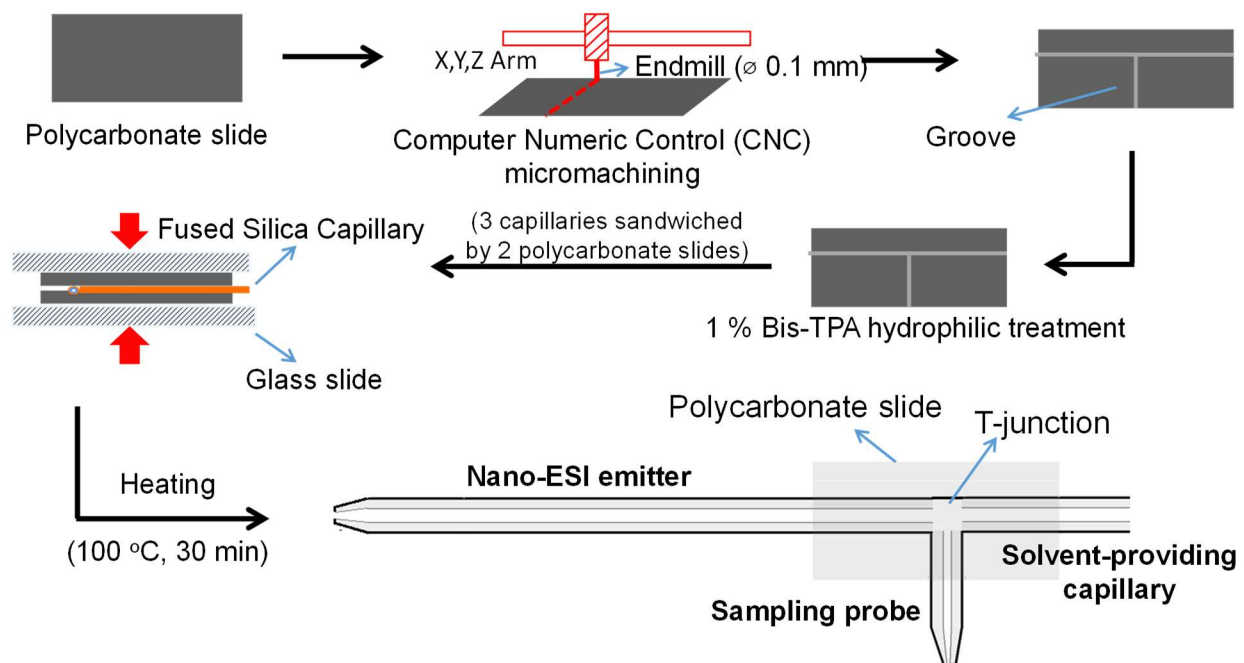 Polycarbonate slide
X,Y,Z Arm
Endmill (⌀ 0.1 mm)
Computer Numeric Control (CNC)
micromachining
Groove
Fused Silica Capillary
(3 capillaries sandwiched
by 2 polycarbonate slides)
1 % Bis-TPA hydrophilic treatment
Glass slide
Heating
(100 ºC, 30 min)
Polycarbonate slide
T-junction
Nano-ESI emitter
Solvent-providing
capillary
Sampling probe